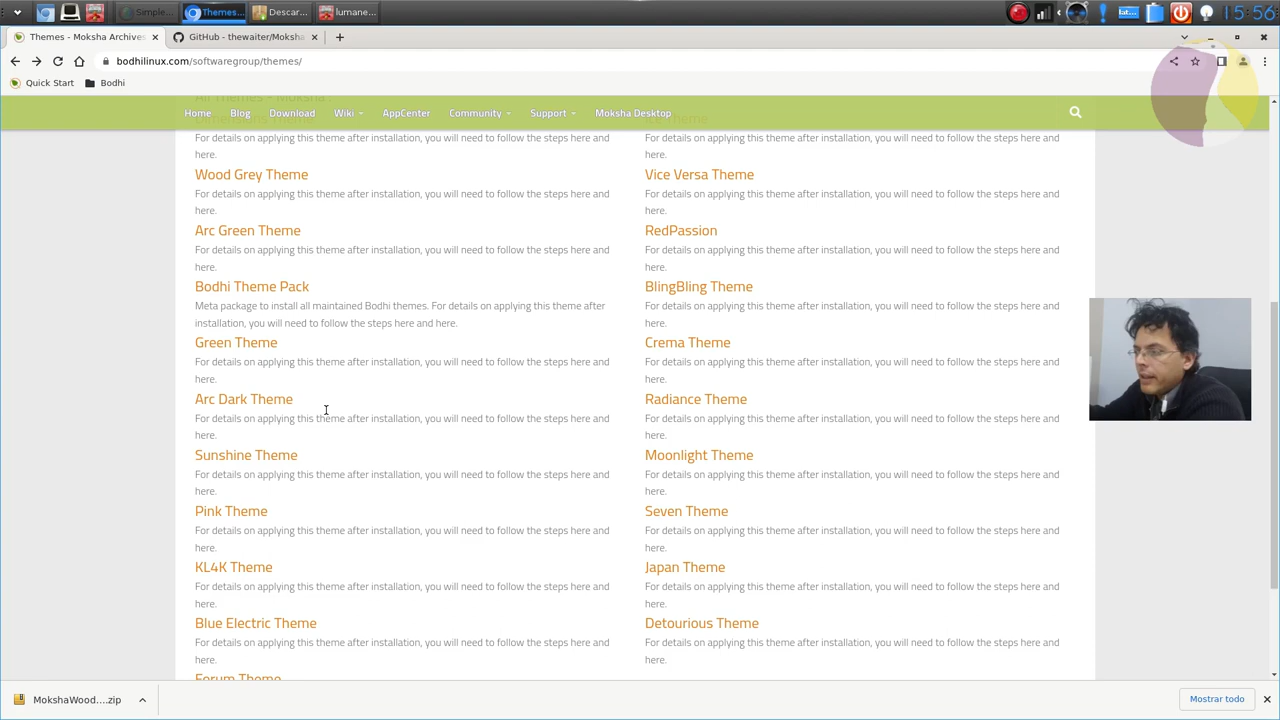 Simple...
Themes...
Descar...
lumane...
lat...
15:56
Themes - Moksha Archives
GitHub - thewaiter/Moksha
bodhilinux.com/softwaregroup/themes/
Quick Start
Bodhi
Home
Blog
Download
Wiki
AppCenter
Community
Support
Moksha Desktop
For details on applying this theme after installation, you will need to follow the steps here and
here.
Wood Grey Theme
For details on applying this theme after installation, you will need to follow the steps here and
here.
Arc Green Theme
For details on applying this theme after installation, you will need to follow the steps here and
here.
Bodhi Theme Pack
Meta package to install all maintained Bodhi themes. For details on applying this theme after
installation, you will need to follow the steps here and here.
Green Theme
For details on applying this theme after installation, you will need to follow the steps here and
here.
Arc Dark Theme
For details on applying this theme after installation, you will need to follow the steps here and
here.
Sunshine Theme
For details on applying this theme after installation, you will need to follow the steps here and
here.
Pink Theme
For details on applying this theme after installation, you will need to follow the steps here and
here.
KL4K Theme
For details on applying this theme after installation, you will need to follow the steps here and
here.
Blue Electric Theme
For details on applying this theme after installation, you will need to follow the steps here and
here.
Forum Theme
For details on applying this theme after installation, you will need to follow the steps here and
here.
Vice Versa Theme
For details on applying this theme after installation, you will need to follow the steps here and
here.
RedPassion
For details on applying this theme after installation, you will need to follow the steps here and
here.
BlingBling Theme
For details on applying this theme after installation, you will need to follow the steps here and
here.
Crema Theme
For details on applying this theme after installation, you will need to follow the steps here and
here.
Radiance Theme
For details on applying this theme after installation, you will need to follow the steps here and
here.
Moonlight Theme
For details on applying this theme after installation, you will need to follow the steps here and
here.
Seven Theme
For details on applying this theme after installation, you will need to follow the steps here and
here.
Japan Theme
For details on applying this theme after installation, you will need to follow the steps here and
here.
Detourious Theme
For details on applying this theme after installation, you will need to follow the steps here and
here.
MokshaWood....zip
Mostrar todo